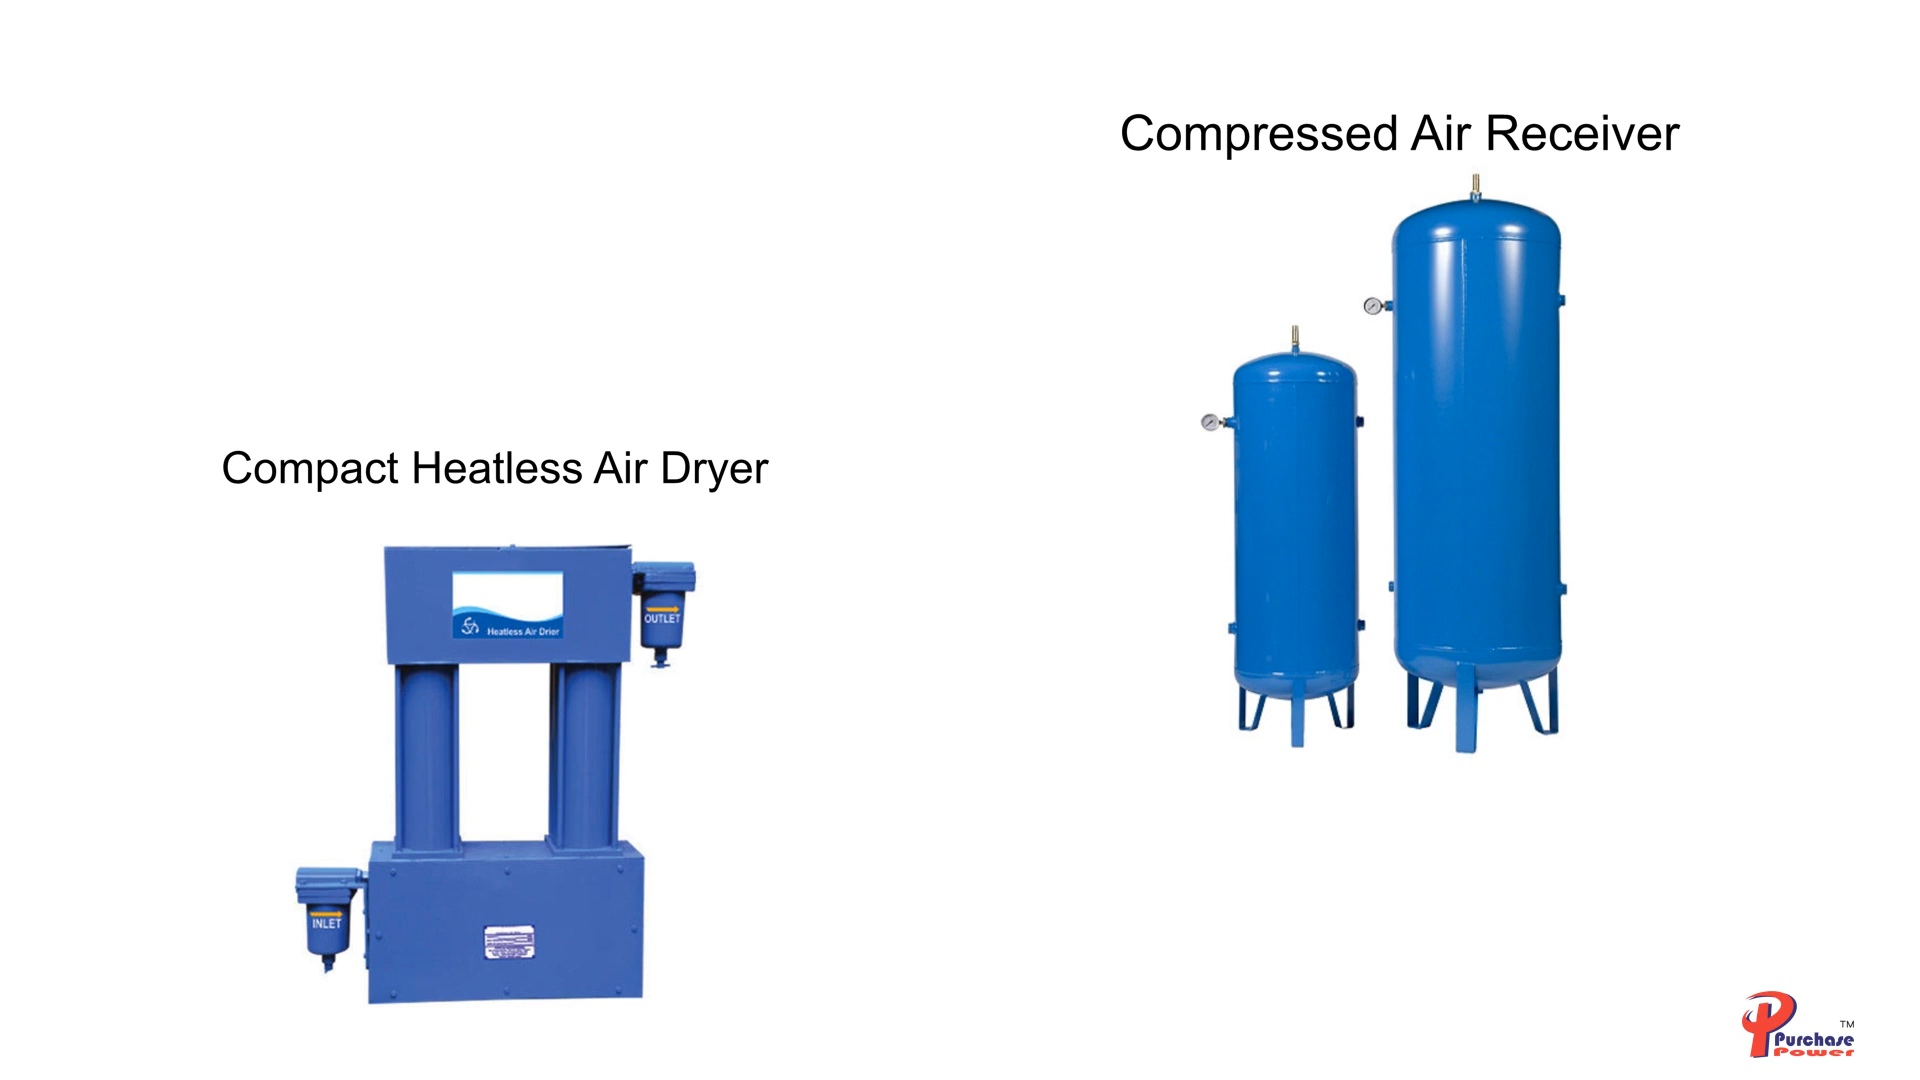 Compressed Air Receiver
Compact Heatless Air Dryer
OUTLET
Heatless Air Drier
INLET
Purchase
Power
TM